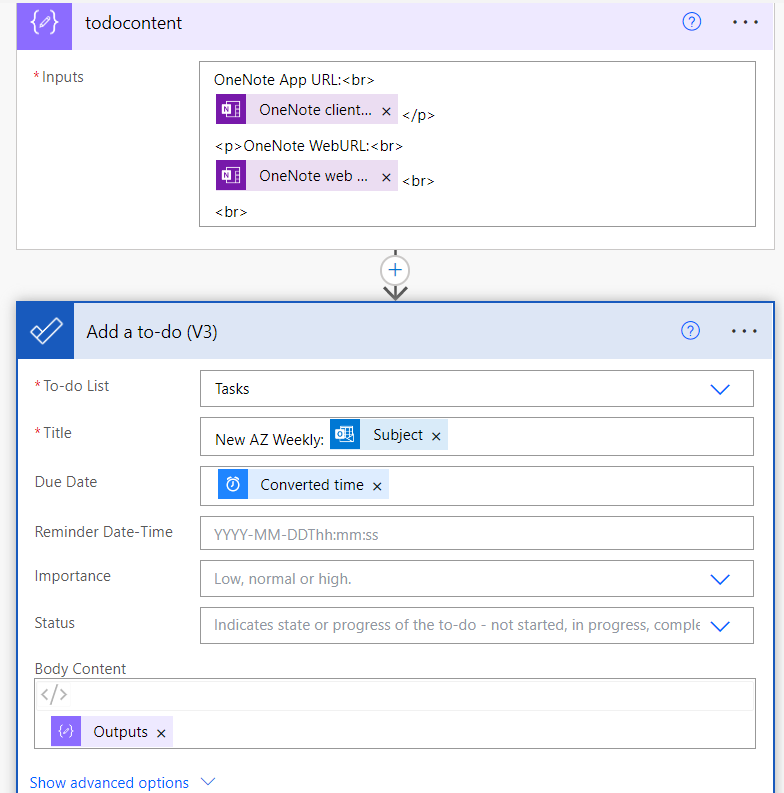 todocontent
* Inputs
OneNote App URL:<br>
OneNote client... × </p>
<p>OneNote WebURL:<br>
OneNote web ... × <br>
<br>
Add a to-do (V3)
* To-do List
Tasks
* Title
New AZ Weekly: Subject ×
Due Date
Converted time ×
Reminder Date-Time
YYYY-MM-DDThh:mm:ss
Importance
Low, normal or high.
Status
Indicates state or progress of the to-do - not started, in progress, comple
Body Content
</>
Outputs ×
Show advanced options